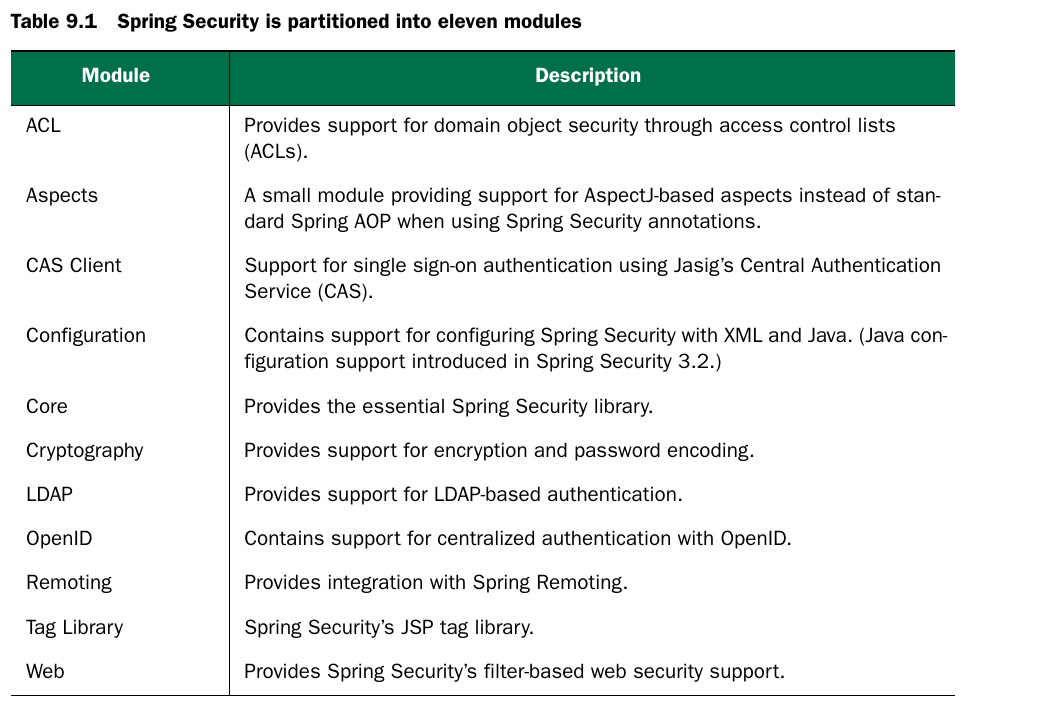 Table 9.1 Spring Security is partitioned into eleven modules
Module Description
ACL Provides support for domain object security through access control lists
(ACLs).
Aspects A small module providing support for AspectJ-based aspects instead of stan-
dard Spring AOP when using Spring Security annotations.
CAS Client Support for single sign-on authentication using Jasig's Central Authentication
Service (CAS).
Configuration Contains support for configuring Spring Security with XML and Java. (Java con-
figuration support introduced in Spring Security 3.2.)
Core Provides the essential Spring Security library.
Cryptography Provides support for encryption and password encoding.
LDAP Provides support for LDAP-based authentication.
OpenID Contains support for centralized authentication with OpenID.
Remoting Provides integration with Spring Remoting.
Tag Library Spring Security's JSP tag library.
Web Provides Spring Security's filter-based web security support.